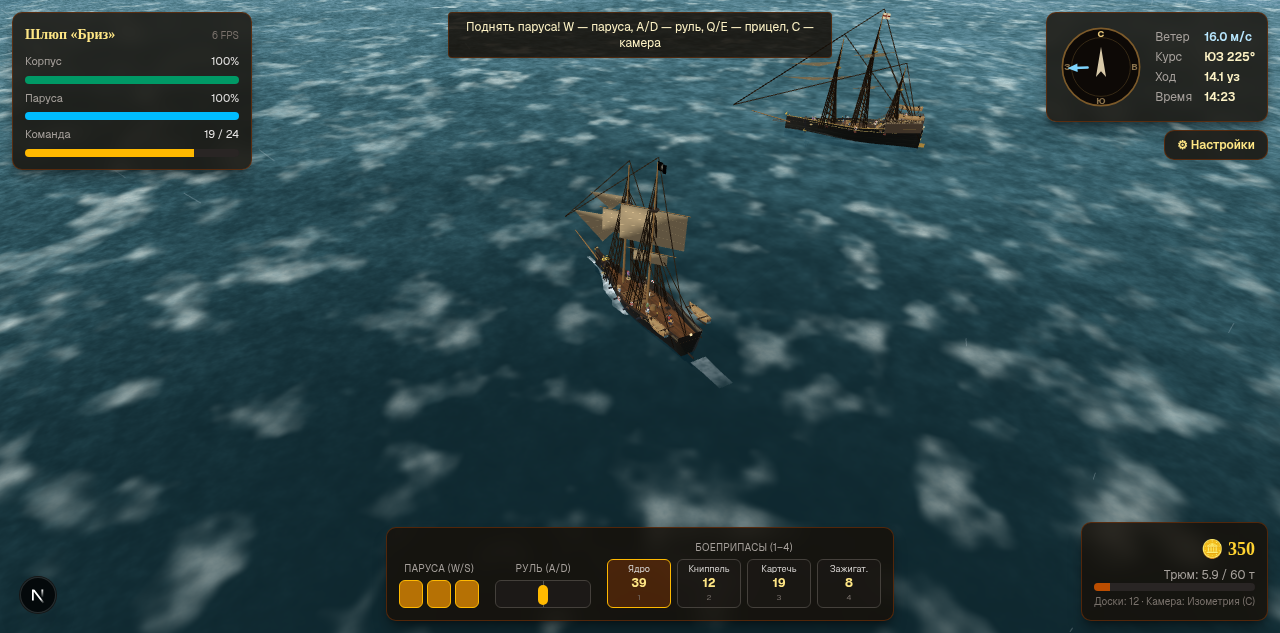 Шлюп «Бриз»
6 FPS
Корпус
100%
Паруса
100%
Команда
19 / 24
Поднять паруса! W — паруса, A/D — руль, Q/E — прицел, C —
камера
С
З
В
Ю
Ветер 16.0 м/с
Курс ЮЗ 225°
Ход 14.1 уз
Время 14:23
⚙ Настройки
БОЕПРИПАСЫ (1–4)
ПАРУСА (W/S)
РУЛЬ (A/D)
Ядро
39
1
Книппель
12
2
Картечь
19
3
Зажигат.
8
4
350
Трюм: 5.9 / 60 т
Доски: 12 · Камера: Изометрия (C)
N